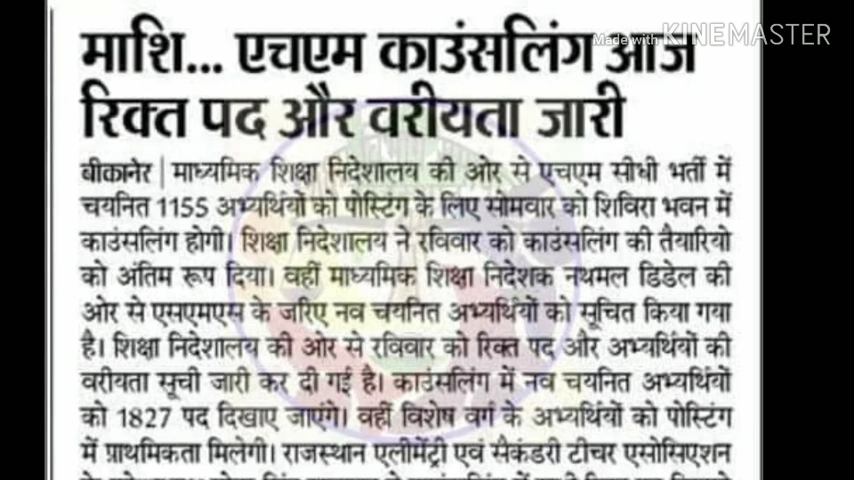 Made with KINEMASTER
माशि... एचएम काउंसलिंग आज
रिक्त पद और वरीयता जारी
बीकानेर | माध्यमिक शिक्षा निदेशालय की ओर से एचएम सीधी भर्ती में
चयनित 1155 अभ्यर्थियों को पोस्टिंग के लिए सोमवार को शिविरा भवन में
काउंसलिंग होगी। शिक्षा निदेशालय ने रविवार को काउंसलिंग की तैयारियो
को अंतिम रूप दिया। वहीं माध्यमिक शिक्षा निदेशक नथमल डिडेल की
ओर से एसएमएस के जरिए नव चयनित अभ्यर्थियों को सूचित किया गया
है। शिक्षा निदेशालय की ओर से रविवार को रिक्त पद और अभ्यर्थियों की
वरीयता सूची जारी कर दी गई है। काउंसलिंग में नव चयनित अभ्यर्थियों
को 1827 पद दिखाए जाएंगे। वहीं विशेष वर्ग के अभ्यर्थियों को पोस्टिंग
में प्राथमिकता मिलेगी। राजस्थान एलीमेंट्री एवं सैकंडरी टीचर एसोसिएशन